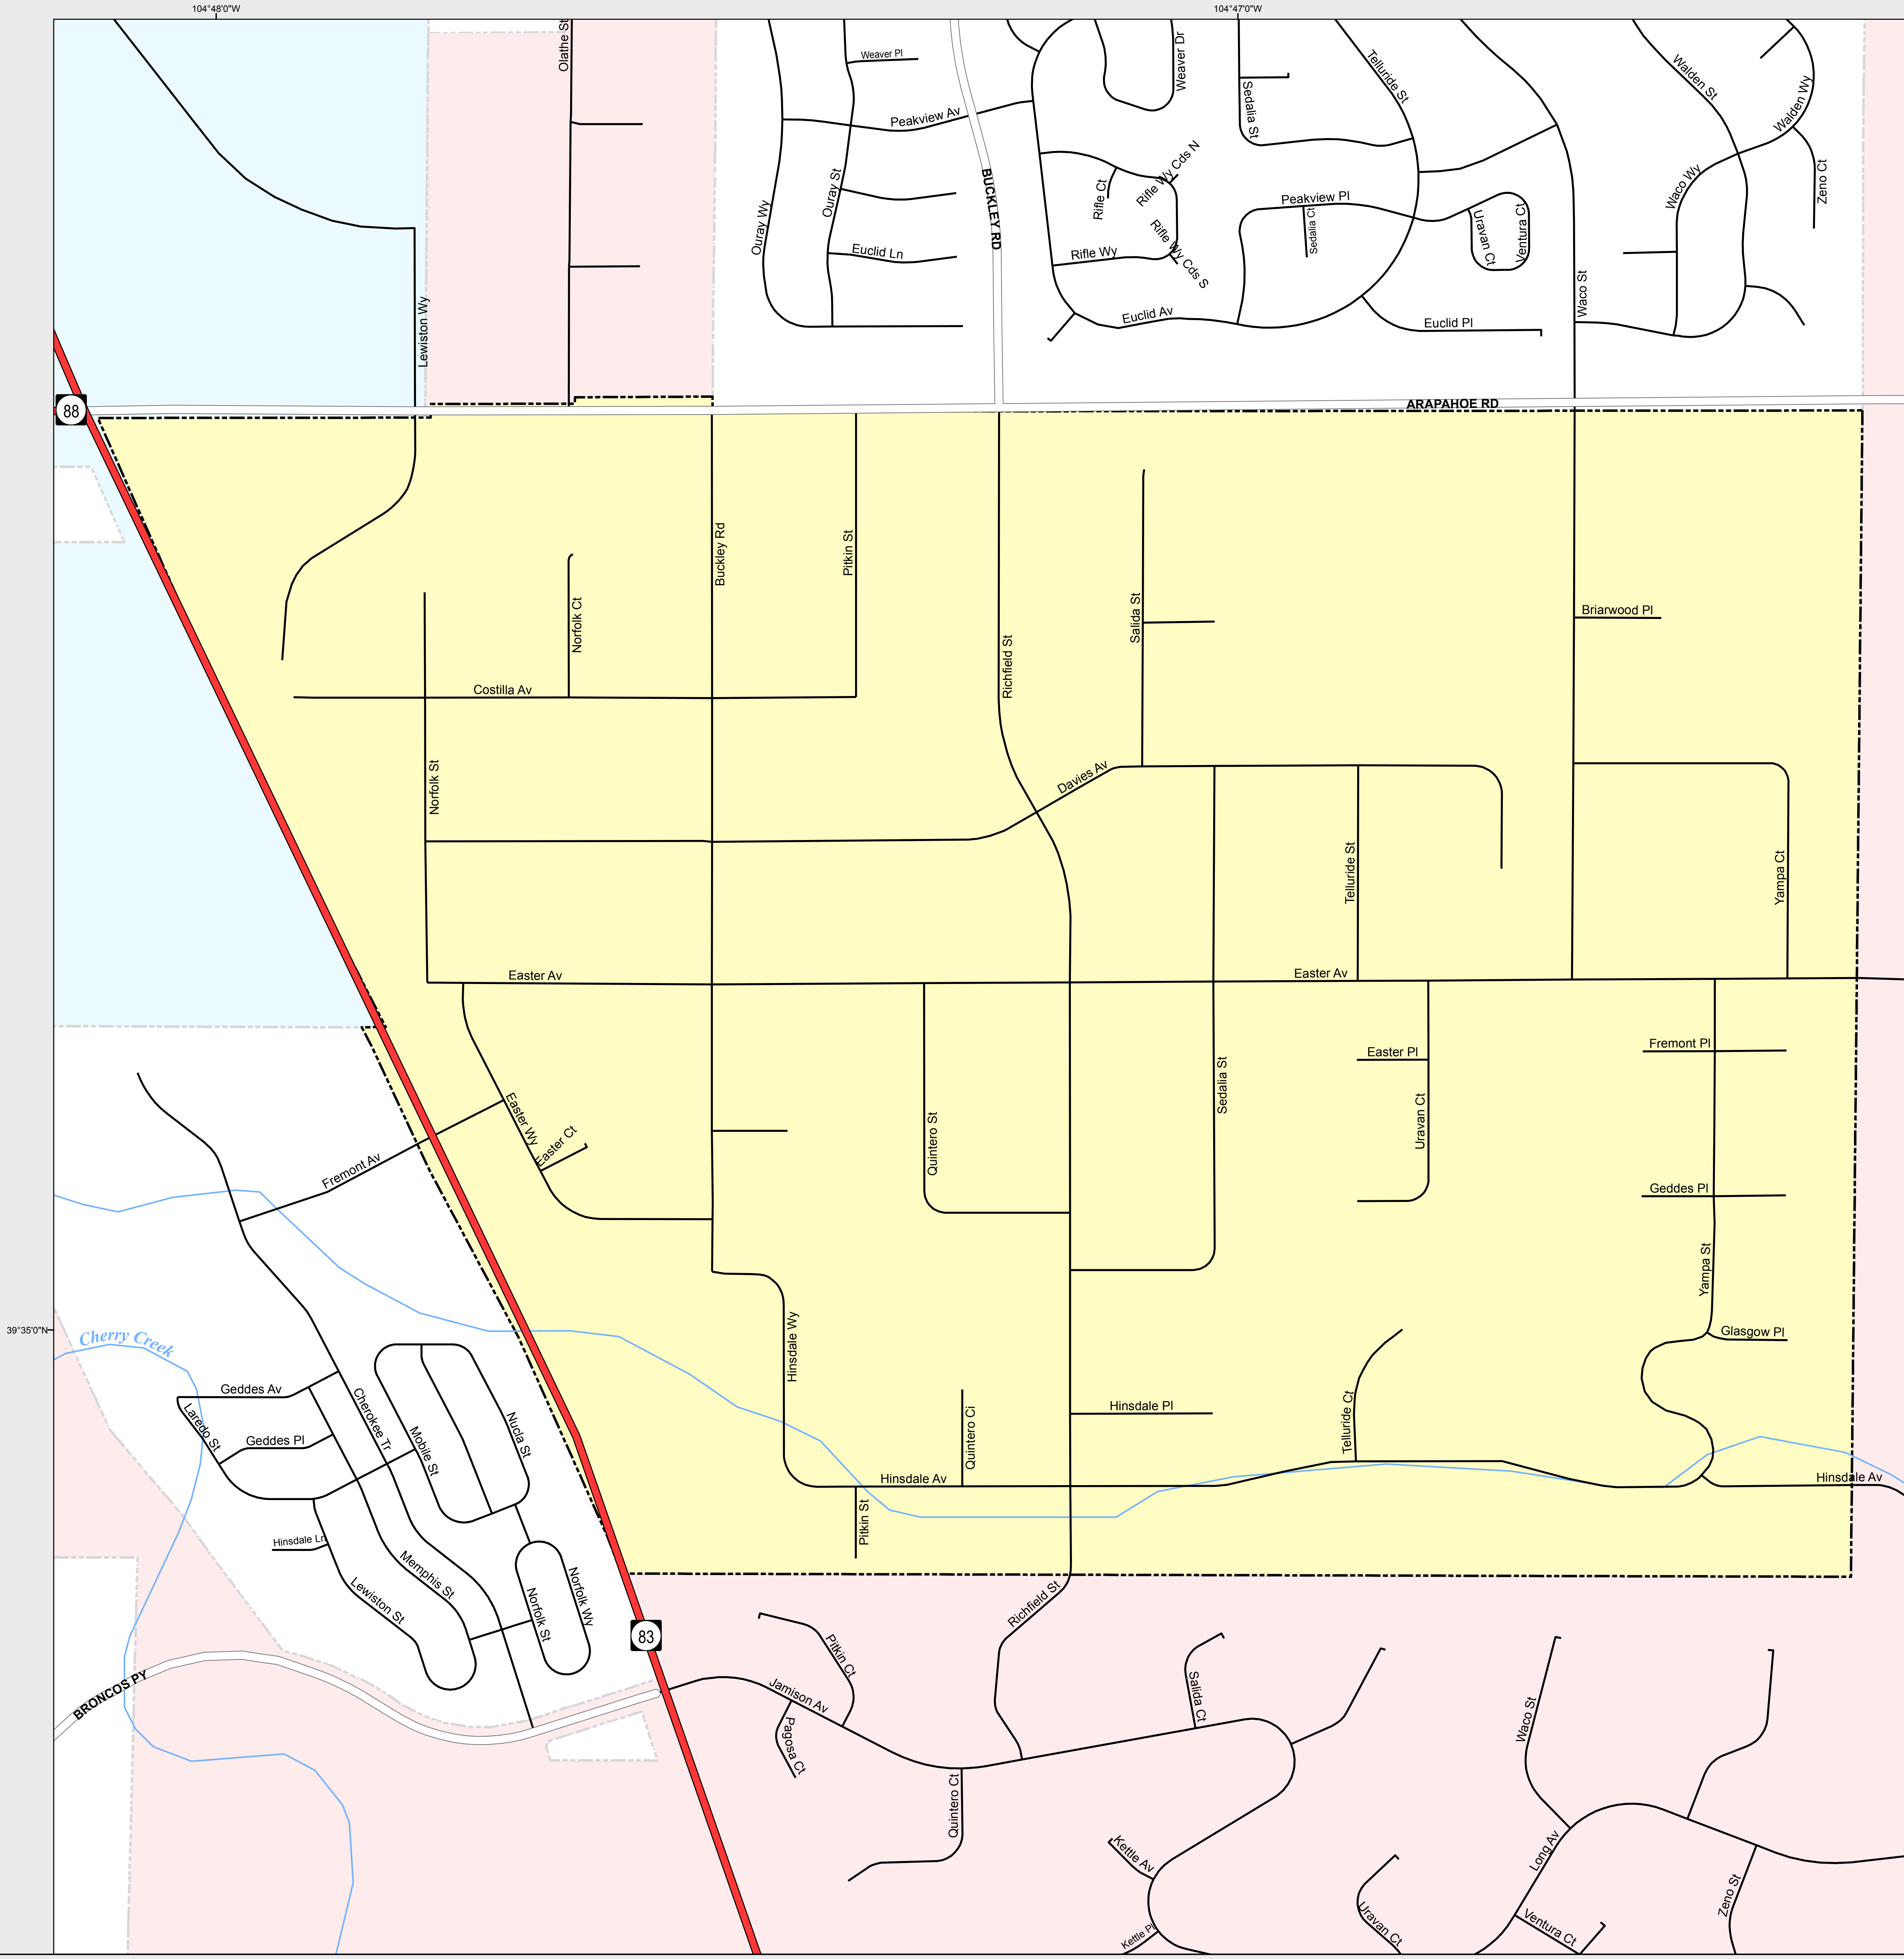 104°48'0"W
104°47'0"W
Olathe St
Weaver Pl
Weaver Dr
Peakview Av
Sedalia St
Telluride St
Walden St
Walden Wy
Ouray Wy
Ouray St
BUCKLEY RD
Rifle Wy Cds N
Rifle Ct
Peakview Pl
Sedalia Ct
Uravan Ct
Ventura Ct
Waco Wy
Zeno Ct
Euclid Ln
Rifle Wy
Rifle Wy Cds S
Lewiston Wy
Euclid Av
Euclid Pl
Waco St
88
ARAPAHOE RD
Buckley Rd
Pitkin St
Norfolk Ct
Salida St
Briarwood Pl
Richfield St
Costilla Av
Norfolk St
Davies Av
Telluride St
Yampa Ct
Easter Av
Easter Av
Easter Pl
Fremont Pl
Easter Wy
Easter Ct
Quintero St
Sedalia St
Uravan Ct
Fremont Av
Geddes Pl
Yampa St
39°35'0"N
Cherry Creek
Hinsdale Wy
Glasgow Pl
Geddes Av
Laredo St
Geddes Pl
Cherokee Tr
Mobile St
Nucla St
Hinsdale Pl
Quintero Ci
Telluride Ct
Hinsdale Av
Hinsdale Av
Pitkin St
Hinsdale Ln
Memphis St
Lewiston St
Norfolk St
Norfolk Wy
Richfield St
83
Pitkin Ct
BRONCOS PY
Jamison Av
Salida Ct
Waco St
Pagosa Ct
Quintero Ct
Kettle Av
Long Av
Zeno St
Kettle Pl
Uravan Ct
Ventura Ct